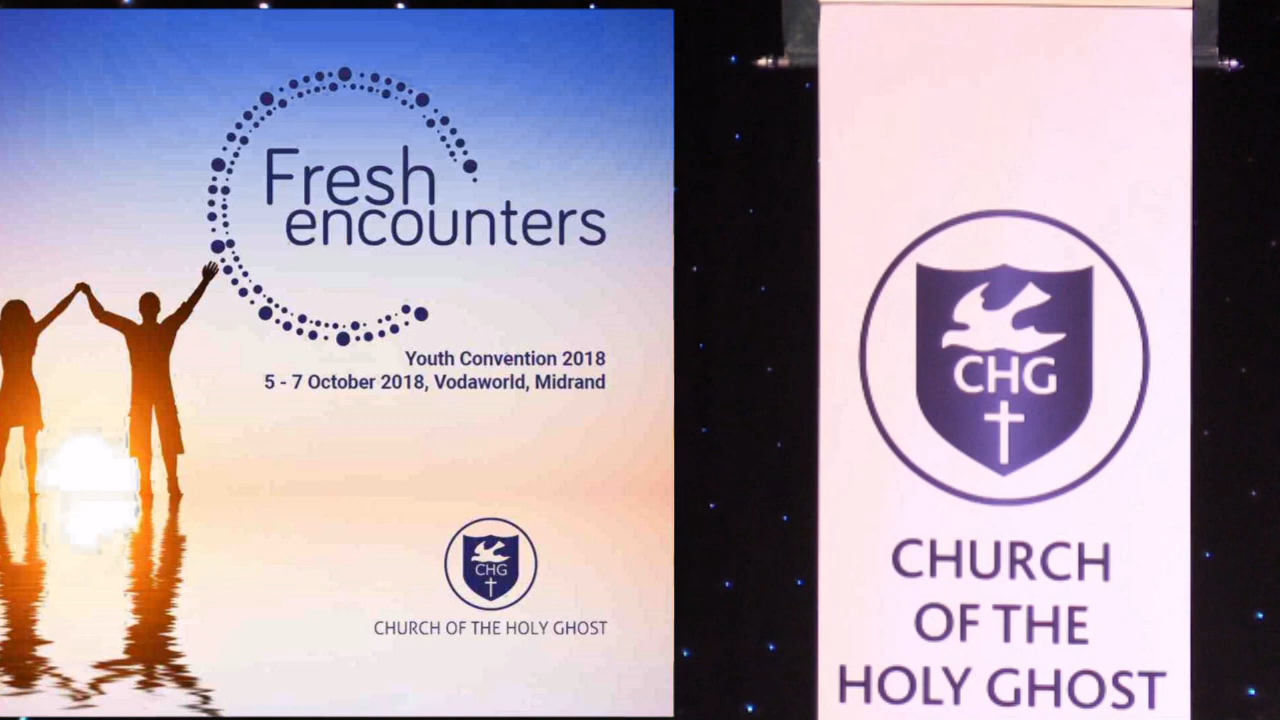 Fresh
encounters
Youth Convention 2018
5 - 7 October 2018, Vodaworld, Midrand
CHG
CHURCH OF THE HOLY GHOST
CHG
CHURCH
OF THE
HOLY GHOST